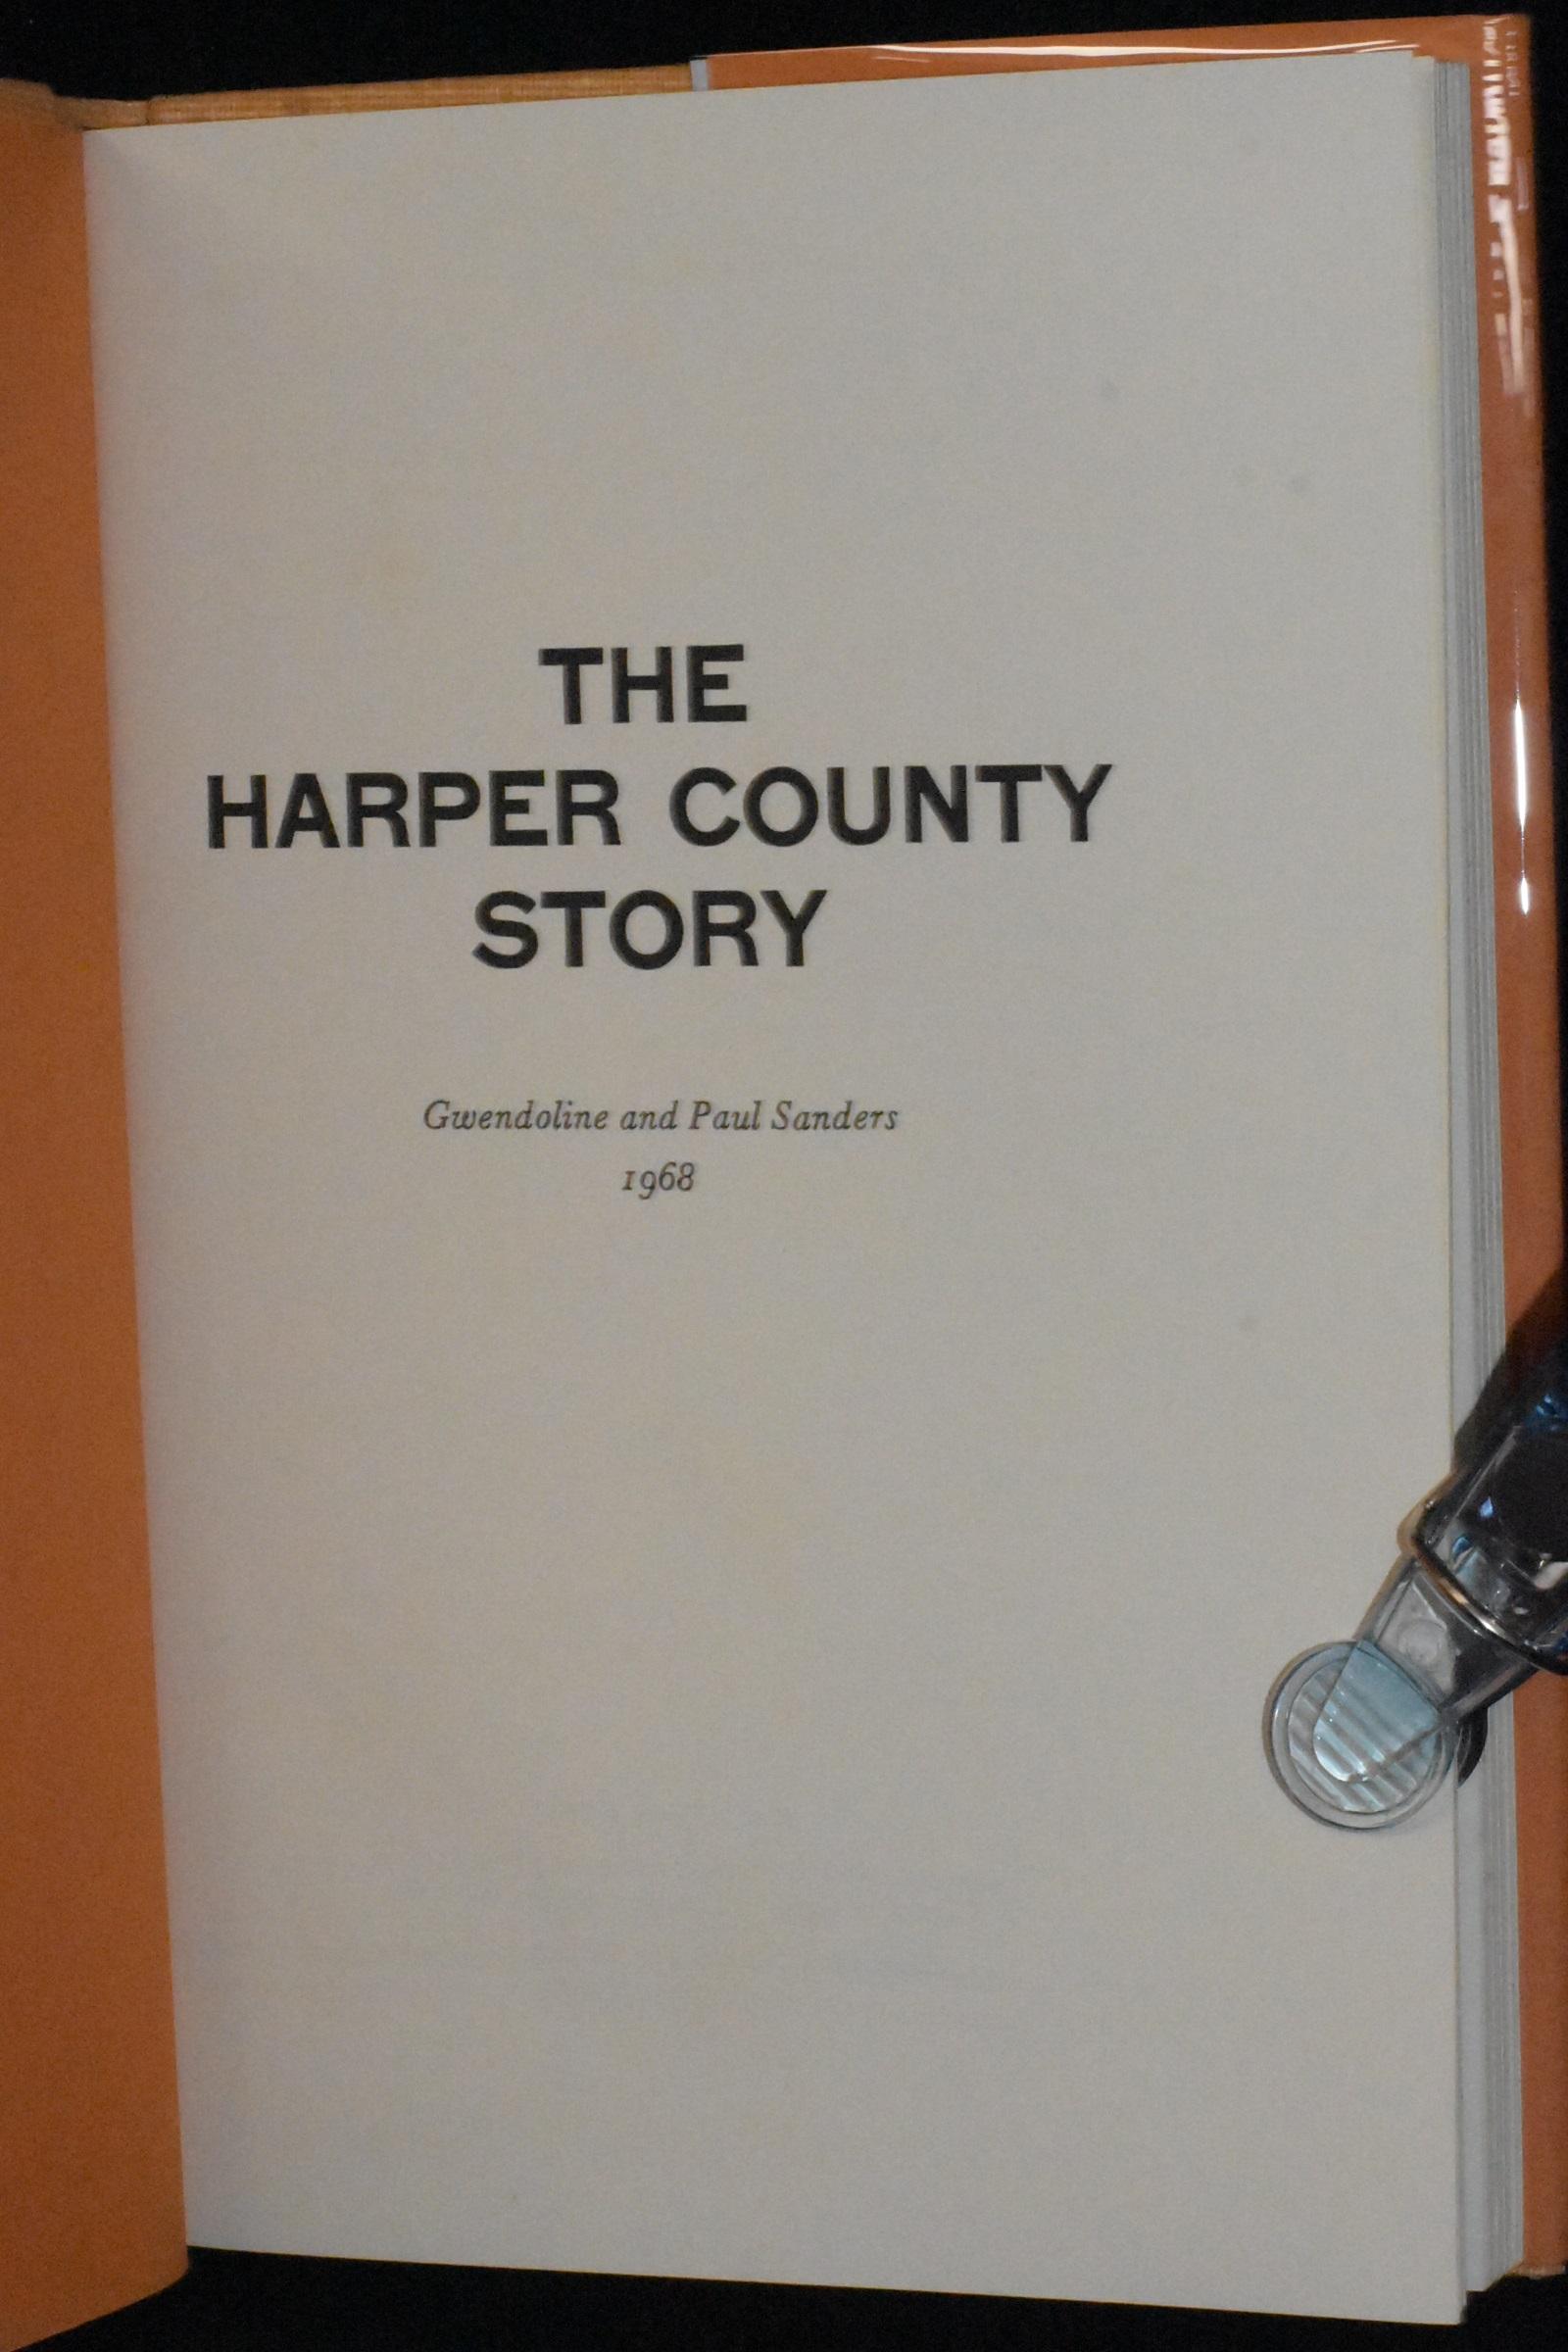 THE
HARPER COUNTY
STORY
Gwendoline and Paul Sanders
1968